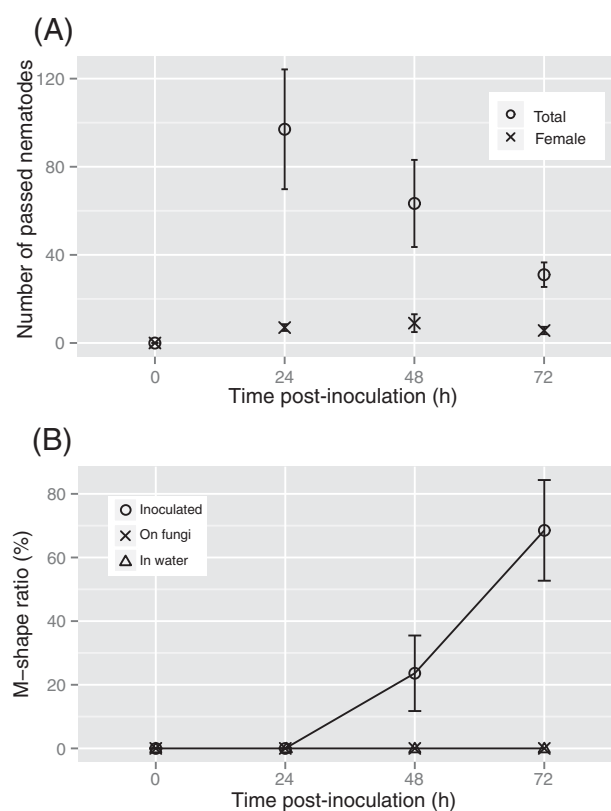 (A)
Number of passed nematodes
120
80
40
0
Total
Female
0 24 48 72
Time post-inoculation (h)
(B)
M-shape ratio (%)
80
60
40
20
0
Inoculated
On fungi
In water
0 24 48 72
Time post-inoculation (h)